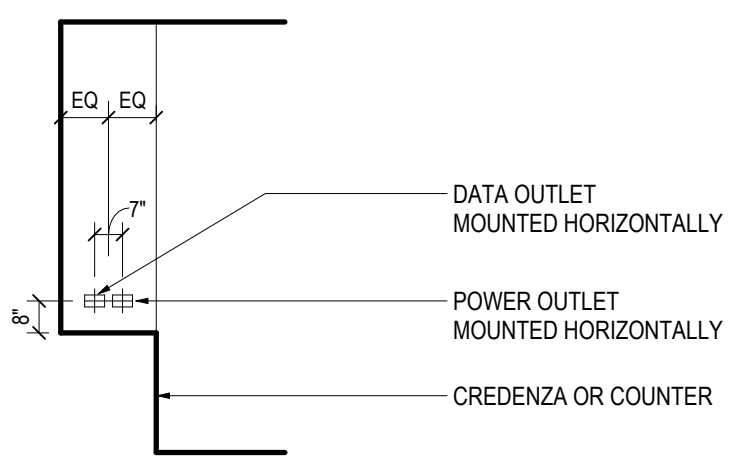 EQ EQ
7"
DATA OUTLET
MOUNTED HORIZONTALLY
POWER OUTLET
MOUNTED HORIZONTALLY
8"
CREDENZA OR COUNTER